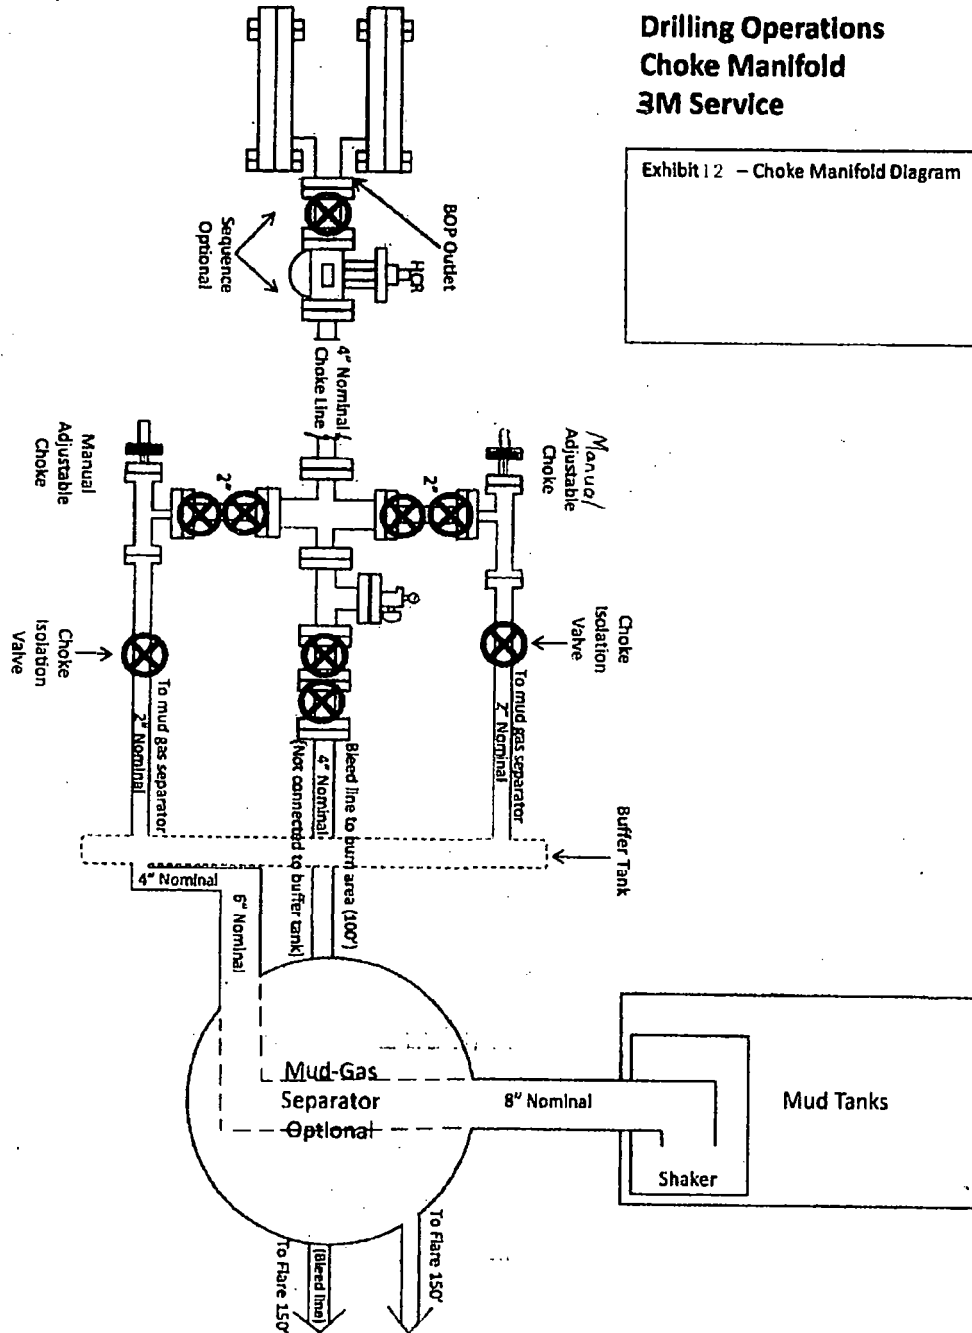 Drilling Operations
Choke Manifold
3M Service
Exhibit 12 – Choke Manifold Diagram
BOP Outlet
HCR
Sequence
Optional
4" Nominal
Choke Line
Manual
Adjustable
Choke
2"
2"
Manual
Adjustable
Choke
Choke
Isolation
Valve
Choke
Isolation
Valve
To mud gas separator
2" Nominal
Bleed line to burn area (100')
4" Nominal
(Not connected to buffer tank)
To mud gas separator
2" Nominal
Buffer Tank
4" Nominal
6" Nominal
Mud-Gas
Separator
Optional
8" Nominal
Mud Tanks
Shaker
To Flare 150'
(Bleed line)
To Flare 150'